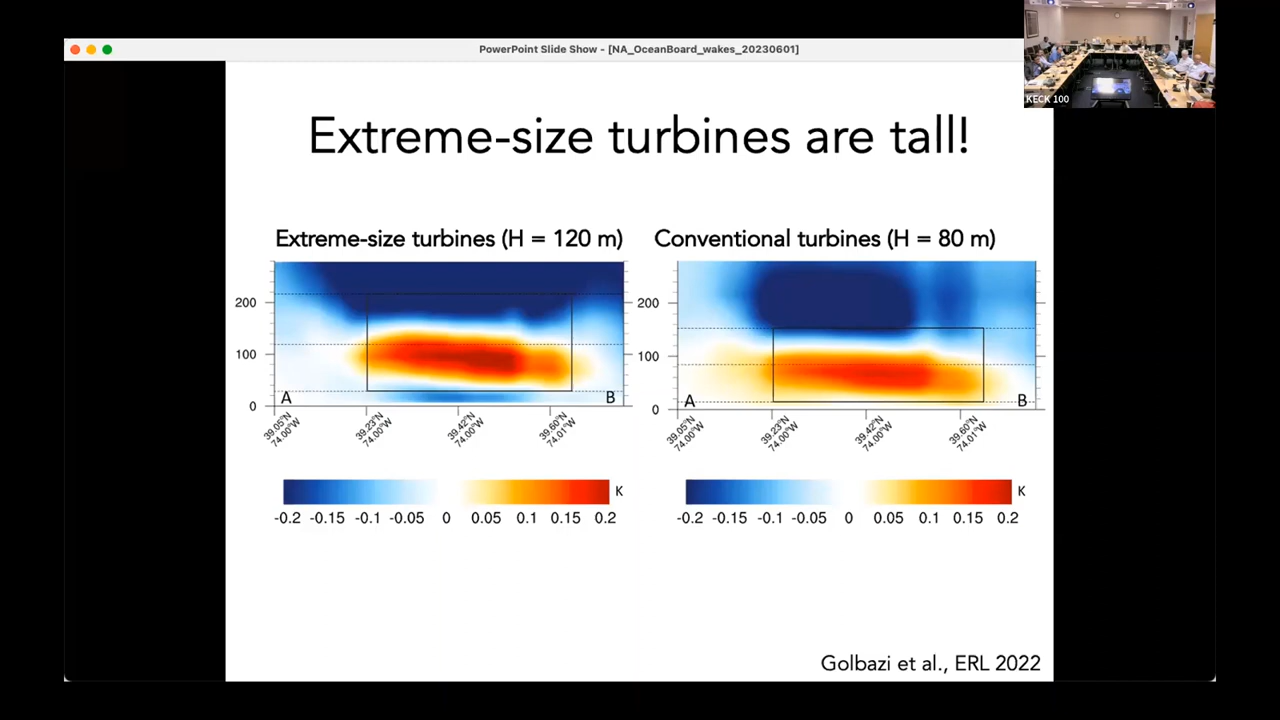 PowerPoint Slide Show - [NA_OceanBoard_wakes_20230601]
KECK 100
Extreme-size turbines are tall!
Extreme-size turbines (H = 120 m)
Conventional turbines (H = 80 m)
200
100
0
A
B
39.05°N
74.00°W
39.23°N
74.00°W
39.42°N
74.00°W
39.60°N
74.01°W
-0.2 -0.15 -0.1 -0.05 0 0.05 0.1 0.15 0.2
K
200
100
0
A
B
39.05°N
74.00°W
39.23°N
74.00°W
39.42°N
74.00°W
39.60°N
74.01°W
-0.2 -0.15 -0.1 -0.05 0 0.05 0.1 0.15 0.2
K
Golbazi et al., ERL 2022